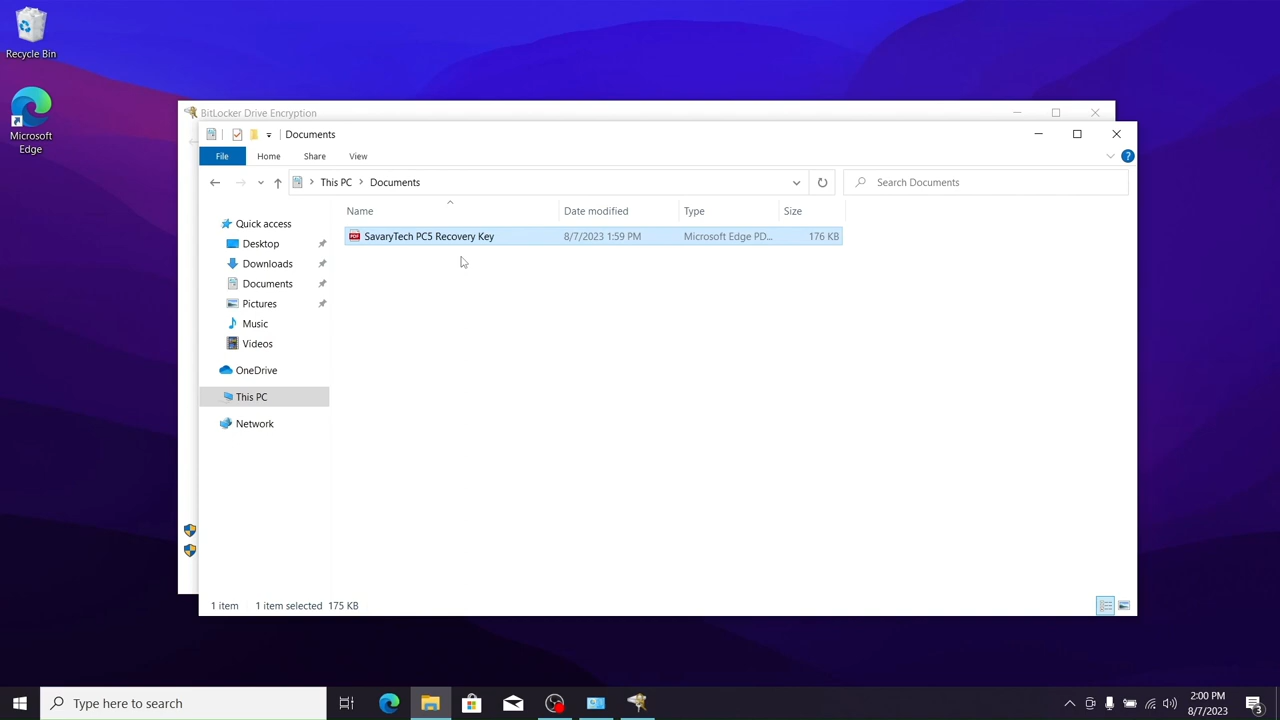 Recycle Bin
Microsoft
Edge
BitLocker Drive Encryption
Documents
File
Home
Share
View
This PC
Documents
Search Documents
Name
Date modified
Type
Size
SavaryTech PC5 Recovery Key
8/7/2023 1:59 PM
Microsoft Edge PD...
176 KB
Quick access
Desktop
Downloads
Documents
Pictures
Music
Videos
OneDrive
This PC
Network
1 item
1 item selected 175 KB
Type here to search
2:00 PM
8/7/2023
3